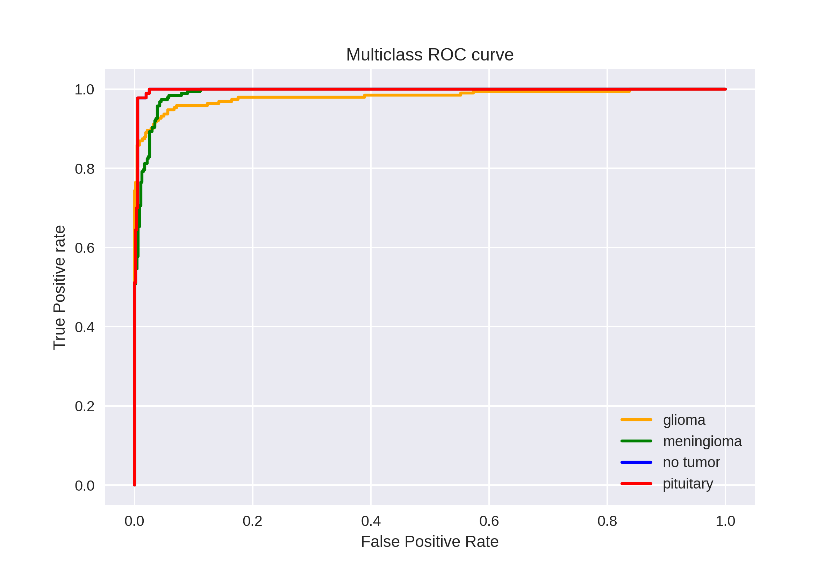 Multiclass ROC curve
True Positive rate
1.0
0.8
0.6
0.4
0.2
0.0
0.0 0.2 0.4 0.6 0.8 1.0
False Positive Rate
glioma
meningioma
no tumor
pituitary